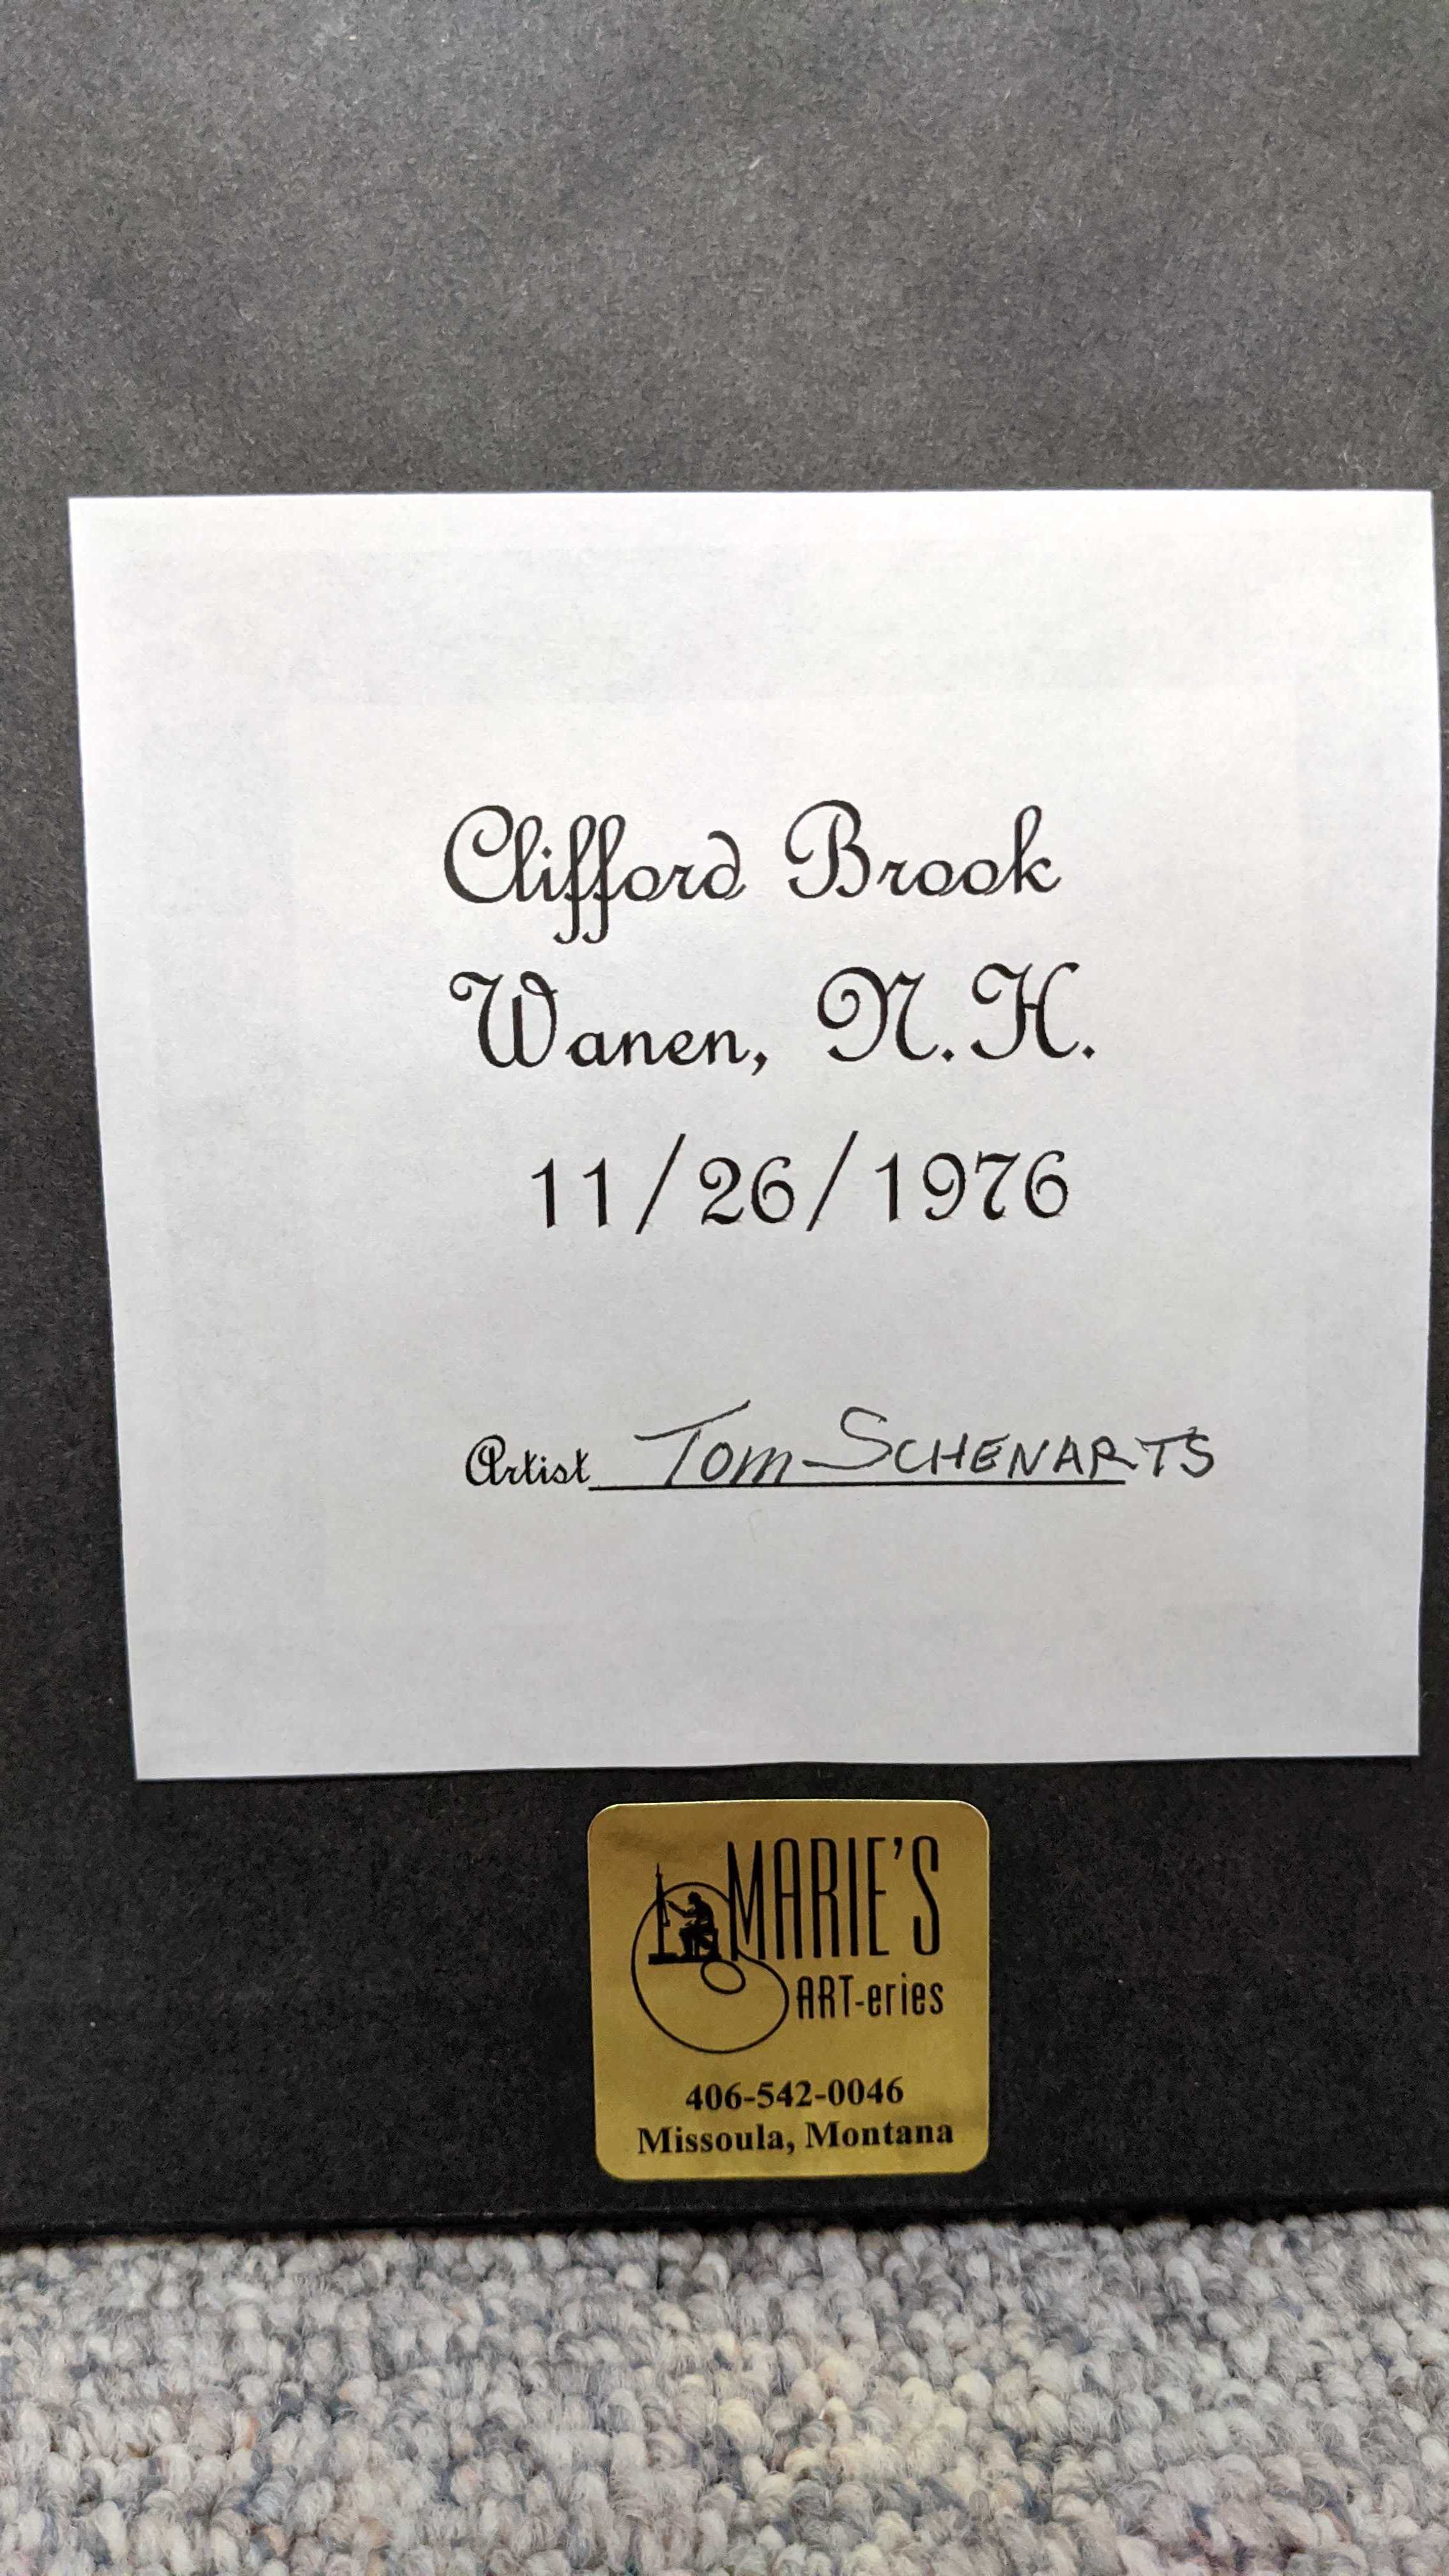 Clifford Brook
Wanen, N.H.
11/26/1976
Artist Tom Schenarts
MARIE'S
ART-eries
406-542-0046
Missoula, Montana